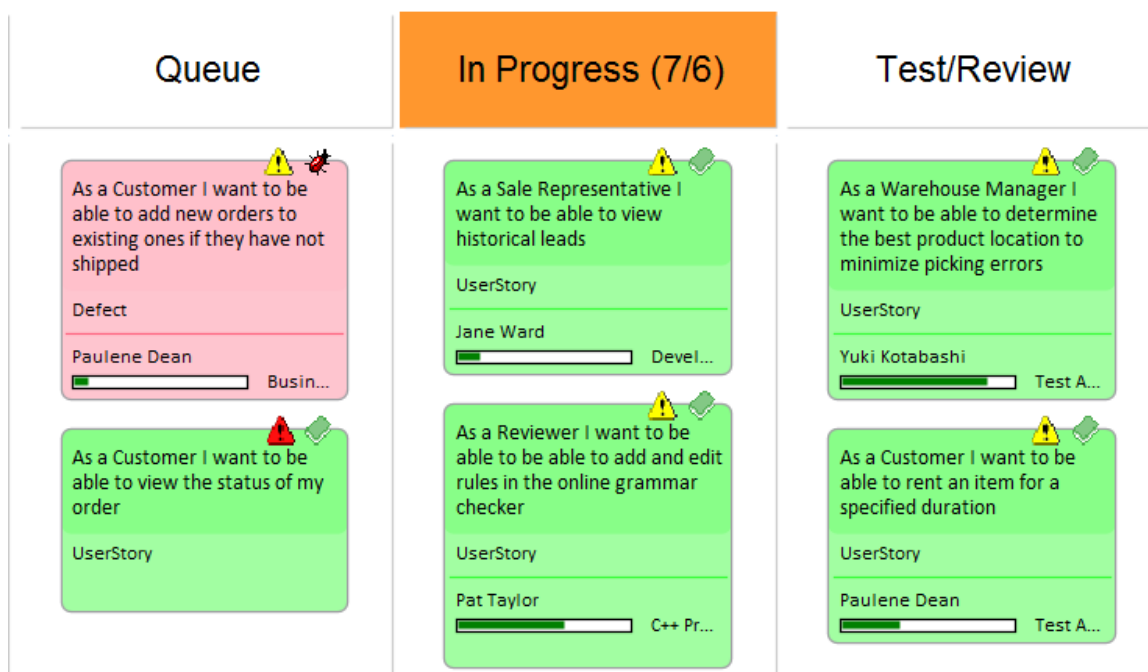 Queue
In Progress (7/6)
Test/Review
As a Customer I want to be
able to add new orders to
existing ones if they have not
shipped
Defect
Paulene Dean
Busin...
As a Customer I want to be
able to view the status of my
order
UserStory
As a Sale Representative I
want to be able to view
historical leads
UserStory
Jane Ward
Devel...
As a Reviewer I want to be
able to be able to add and edit
rules in the online grammar
checker
UserStory
Pat Taylor
C++ Pr...
As a Warehouse Manager I
want to be able to determine
the best product location to
minimize picking errors
UserStory
Yuki Kotabashi
Test A...
As a Customer I want to be
able to rent an item for a
specified duration
UserStory
Paulene Dean
Test A...